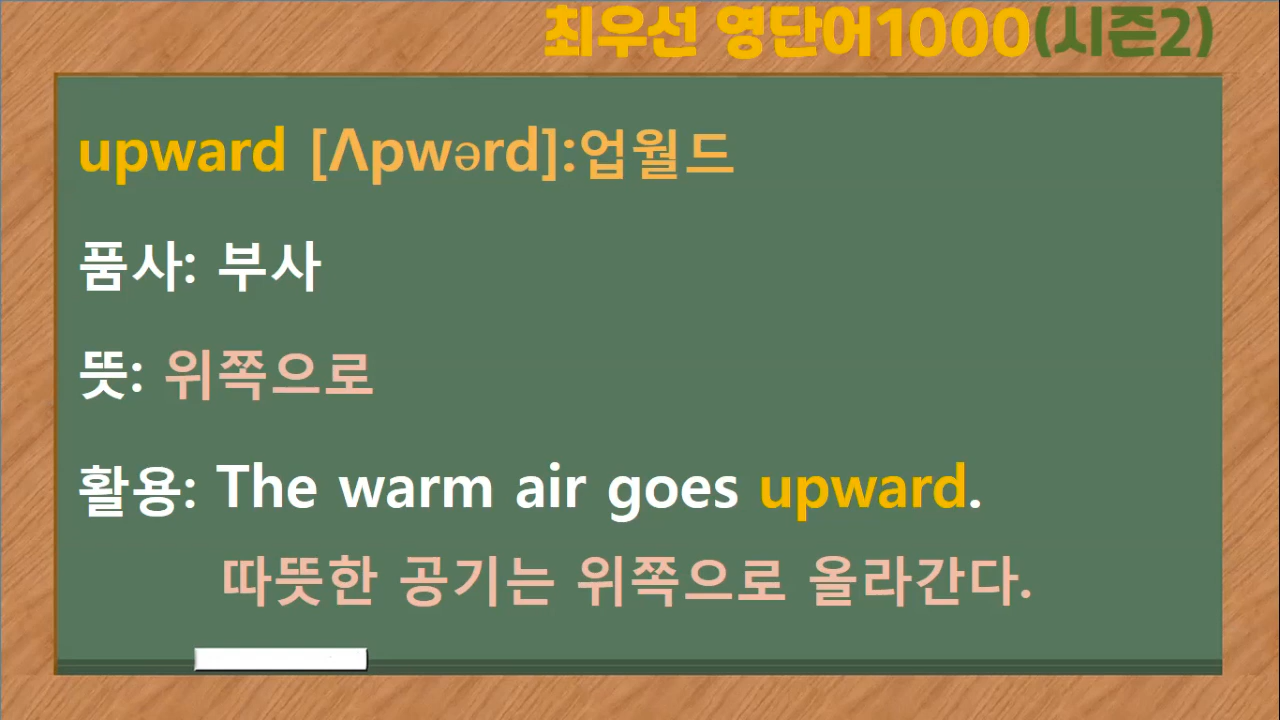 최우선 영단어1000(시즌2)
upward [Λpwərd]:업월드
품사: 부사
뜻: 위쪽으로
활용: The warm air goes upward.
따뜻한 공기는 위쪽으로 올라간다.